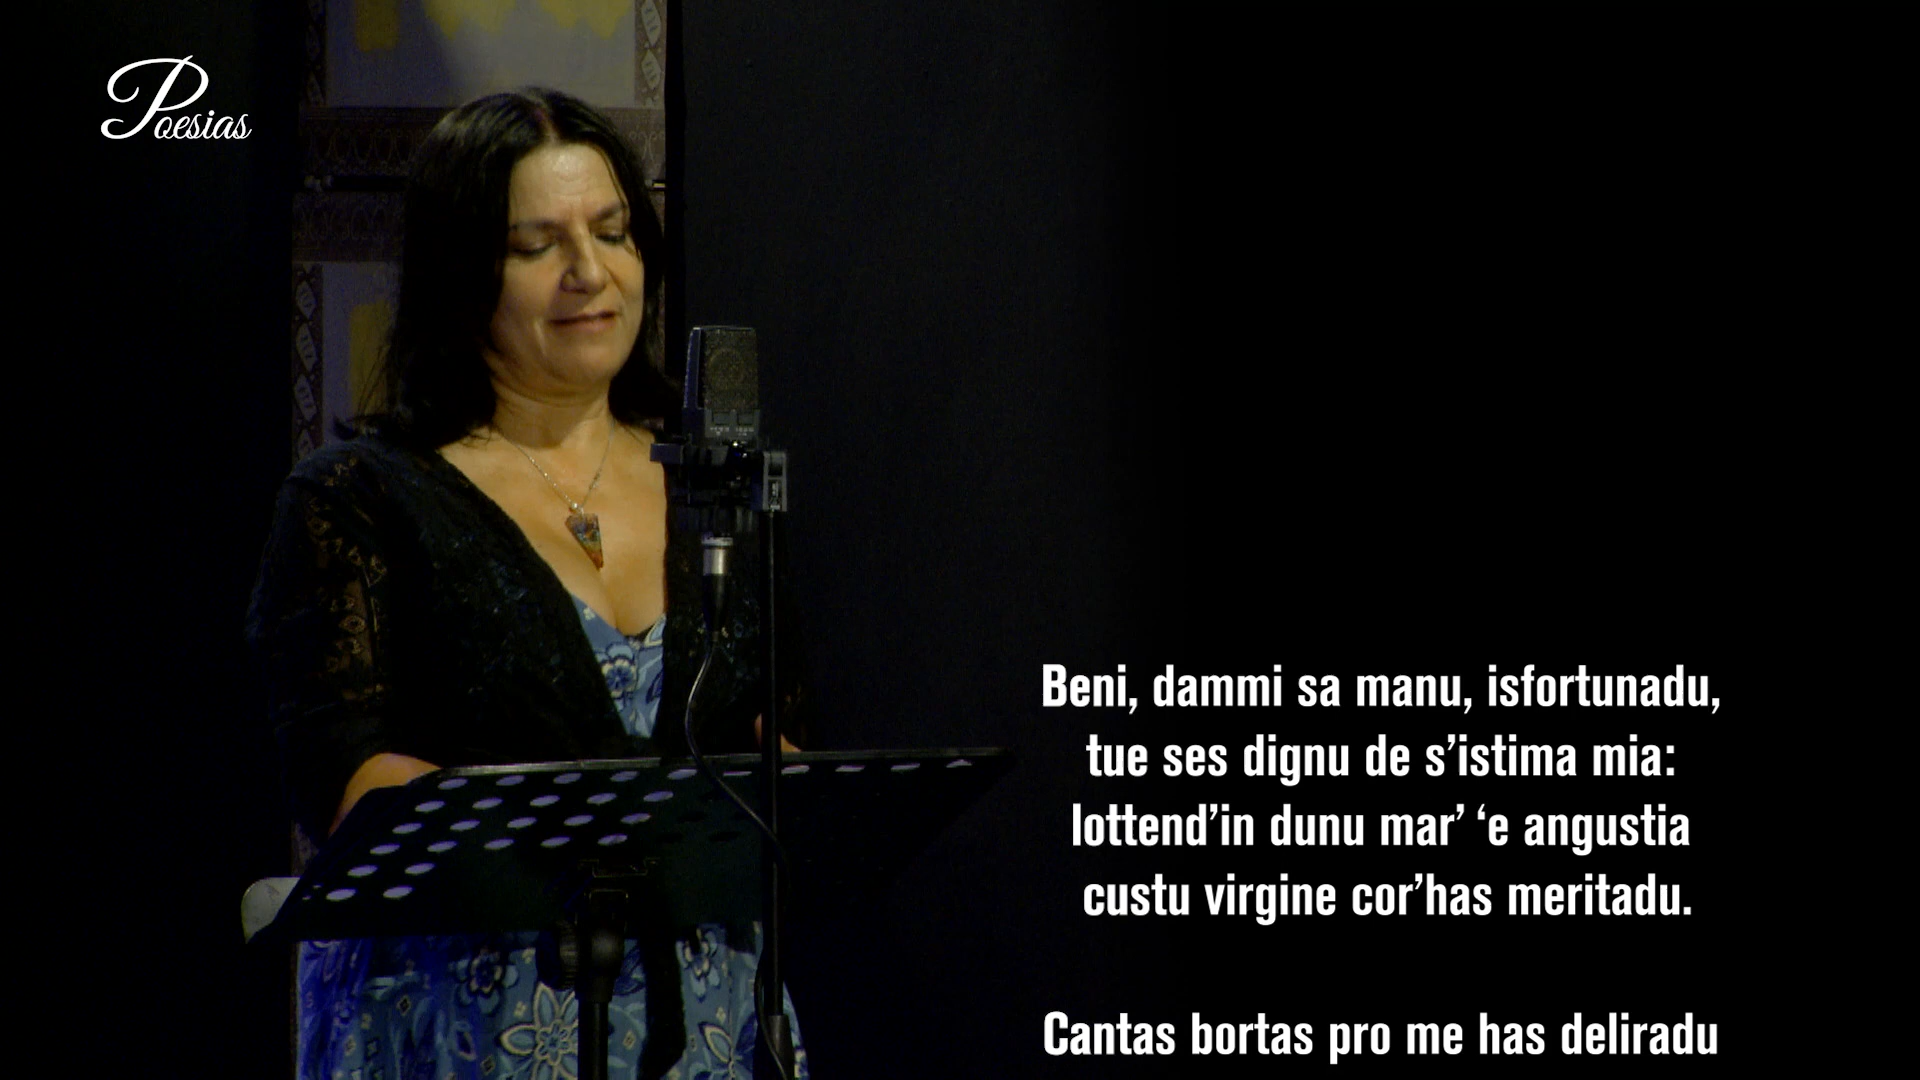 Poesias
Beni, dammi sa manu, isfortunadu,
tue ses dignu de s’istima mia:
lottend’in dunu mar’ ‘e angustia
custu virgine cor’has meritadu.
Cantas bortas pro me has deliradu